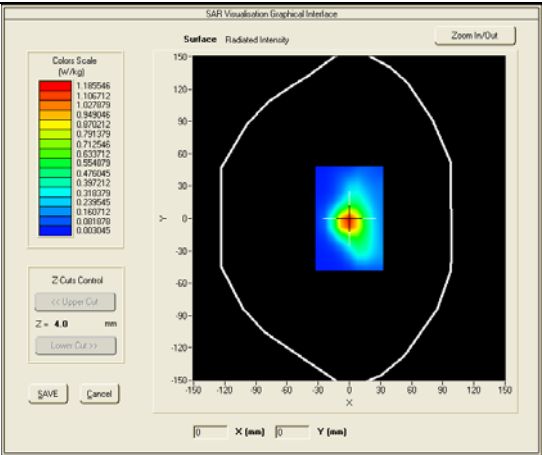 SAR Visualisation Graphical Interface
Surface Radiated Intensity
Zoom In/Out
Colors Scale
(W/kg)
1.185546
1.106712
1.027879
0.949046
0.870212
0.791379
0.712546
0.633712
0.554879
0.476045
0.397212
0.318379
0.239545
0.160712
0.081878
0.003045
Z-Cuts Control
<< Upper Cut
Z = 4.0 mm
Lower Cut >>
SAVE Cancel
150
120
90
60
30
0
-30
-60
-90
-120
-150
Y
-150 -120 -90 -60 -30 0 30 60 90 120 150
X
0 X (mm) 0 Y (mm)